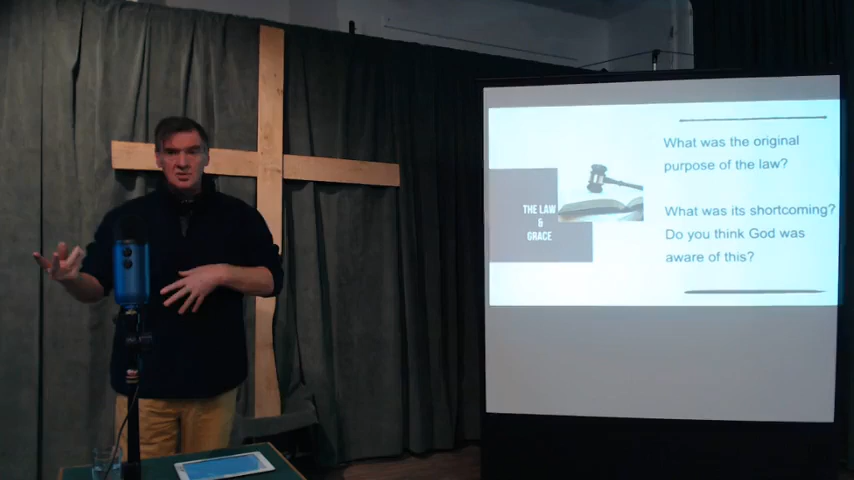 THE LAW
&
GRACE
What was the original
purpose of the law?
What was its shortcoming?
Do you think God was
aware of this?